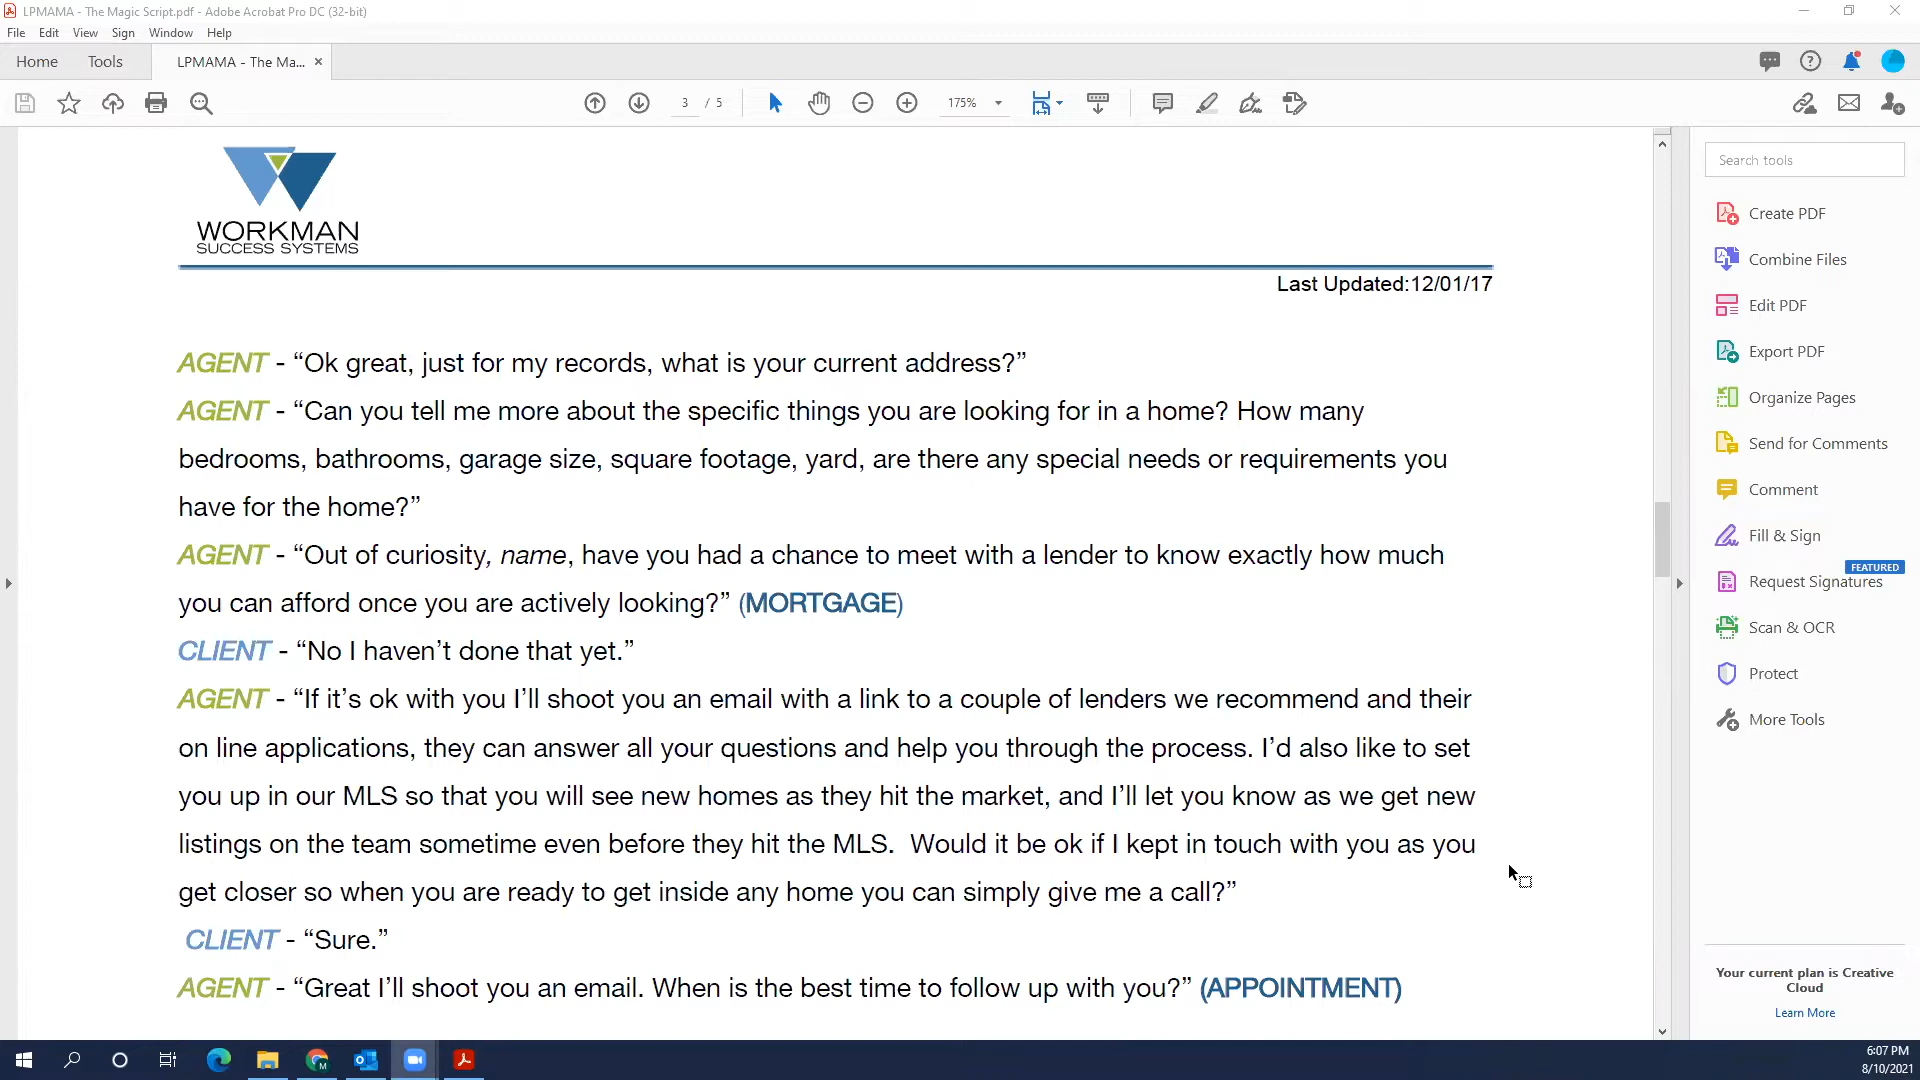 LPMAMA - The Magic Script.pdf - Adobe Acrobat Pro DC (32-bit)
File Edit View Sign Window Help
Home Tools LPMAMA - The Ma... ×
3 / 5 175%
Search tools
Create PDF
Combine Files
Edit PDF
Export PDF
Organize Pages
Send for Comments
Comment
Fill & Sign
FEATURED
Request Signatures
Scan & OCR
Protect
More Tools
Your current plan is Creative
Cloud
Learn More
WORKMAN
SUCCESS SYSTEMS
Last Updated:12/01/17
AGENT - “Ok great, just for my records, what is your current address?”
AGENT - “Can you tell me more about the specific things you are looking for in a home? How many
bedrooms, bathrooms, garage size, square footage, yard, are there any special needs or requirements you
have for the home?”
AGENT - “Out of curiosity, name, have you had a chance to meet with a lender to know exactly how much
you can afford once you are actively looking?” (MORTGAGE)
CLIENT - “No I haven’t done that yet.”
AGENT - “If it’s ok with you I’ll shoot you an email with a link to a couple of lenders we recommend and their
on line applications, they can answer all your questions and help you through the process. I’d also like to set
you up in our MLS so that you will see new homes as they hit the market, and I’ll let you know as we get new
listings on the team sometime even before they hit the MLS.  Would it be ok if I kept in touch with you as you
get closer so when you are ready to get inside any home you can simply give me a call?”
CLIENT - “Sure.”
AGENT - “Great I’ll shoot you an email. When is the best time to follow up with you?” (APPOINTMENT)
6:07 PM
8/10/2021